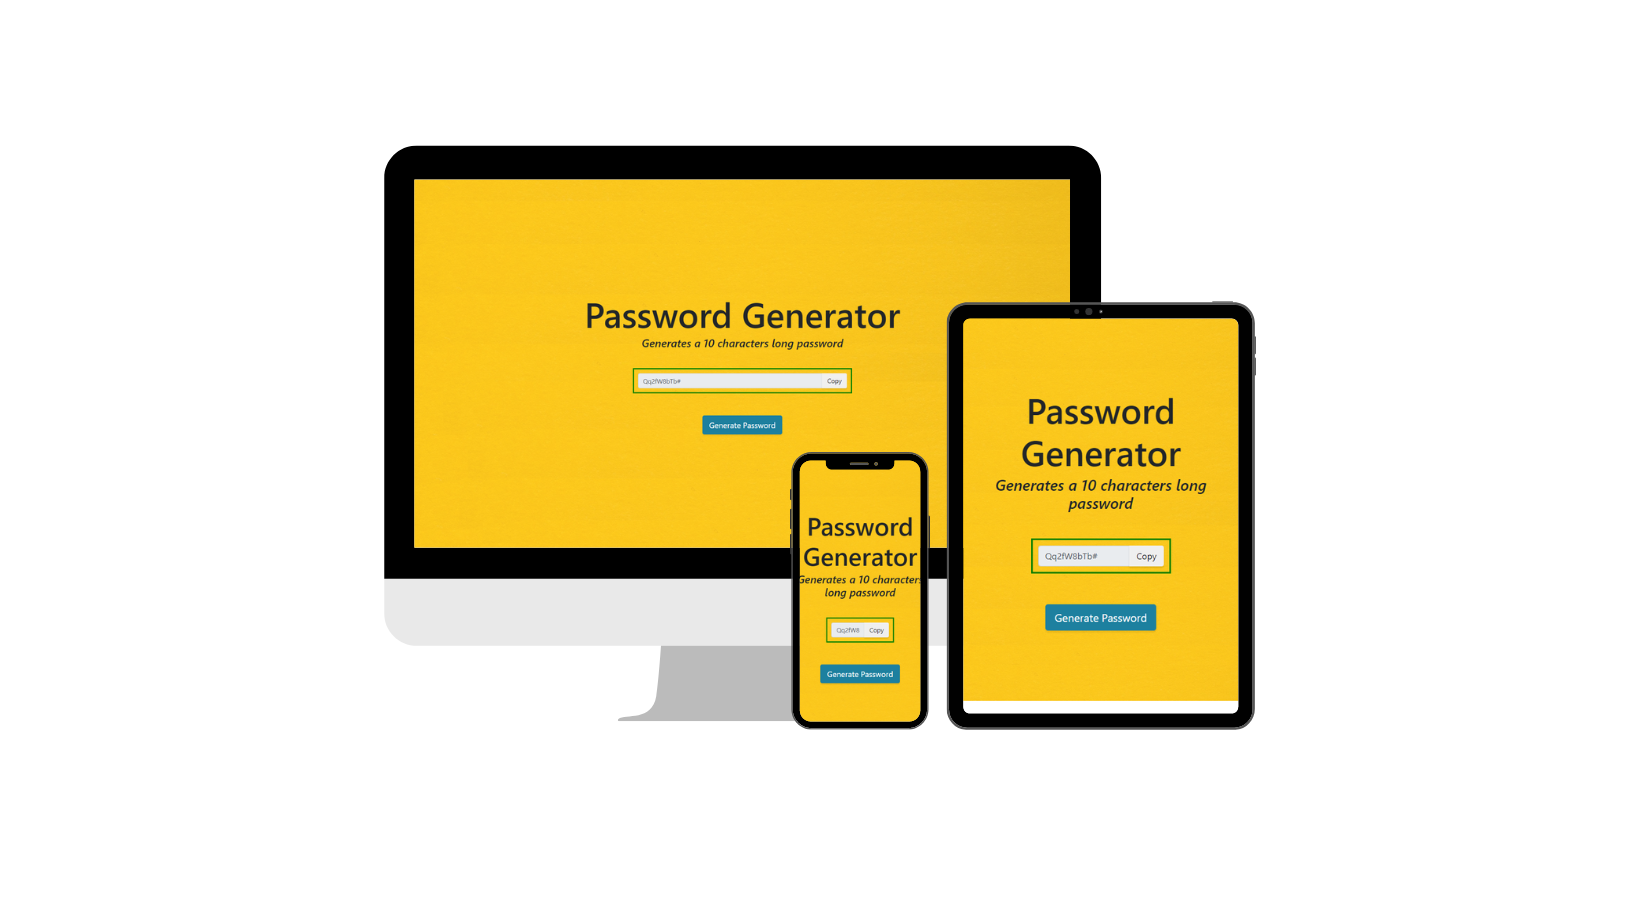 Password Generator
Generates a 10 characters long password
Qq2fW8bTb#
Copy
Generate Password
Password
Generator
Generates a 10 characters
long password
Qq2fW8
Copy
Generate Password
Password
Generator
Generates a 10 characters long
password
Qq2fW8bTb#
Copy
Generate Password